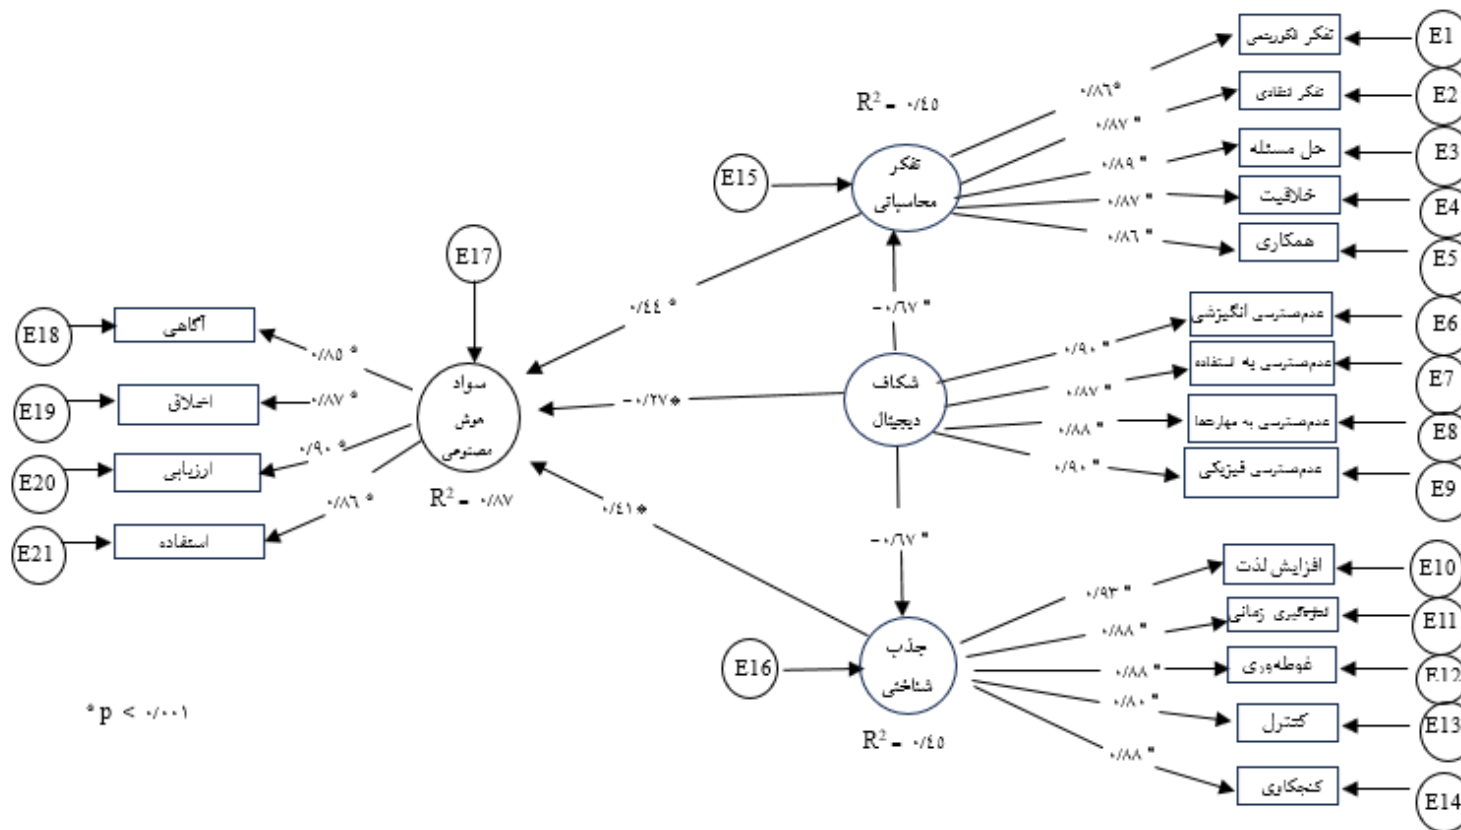 تفکر الگوریتمی
E1
۰/۸۶*
تفکر انتقادی
E2
۰/۸۷*
R² = ۰/۴۵
حل مسئله
E3
۰/۸۹*
تفکر
محاسباتی
E15
خلاقیت
E4
۰/۸۷*
همکاری
E5
۰/۸۶*
E17
۰/۴۴*
-۰/۶۷*
عدم‌دسترسی انگیزشی
E6
۰/۹۰*
عدم‌دسترسی به استفاده
E7
۰/۸۷*
عدم‌دسترسی به مهارت‌ها
E8
۰/۸۸*
عدم‌دسترسی فیزیکی
E9
۰/۹۰*
شکاف
دیجیتال
-۰/۲۷*
سواد
هوش
مصنوعی
R² = ۰/۸۷
آگاهی
E18
۰/۸۵*
اخلاق
E19
۰/۸۷*
ارزیابی
E20
۰/۹۰*
استفاده
E21
۰/۸۶*
۰/۴۱*
-۰/۶۷*
افزایش لذت
E10
۰/۹۳*
زمانی
E11
۰/۸۸*
غوطه‌وری
E12
۰/۸۸*
کنترل
E13
۰/۸۰*
کنجکاوی
E14
۰/۸۸*
جذب
شناختی
E16
R² = ۰/۴۵
* p < ۰/۰۰۱